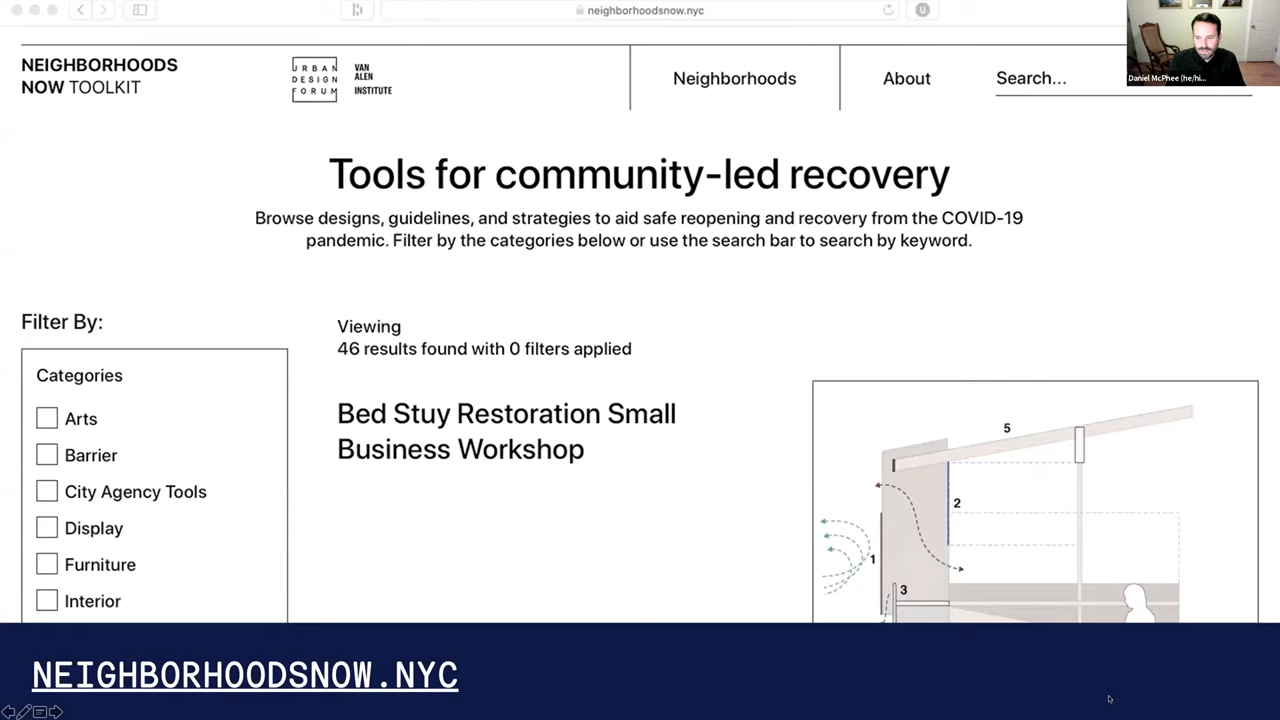 neighborhoodsnow.nyc
Daniel McPhee (he/hi...
NEIGHBORHOODS
NOW TOOLKIT
URBAN
DESIGN
FORUM
VAN
ALEN
INSTITUTE
Neighborhoods
About
Search...
Tools for community-led recovery
Browse designs, guidelines, and strategies to aid safe reopening and recovery from the COVID-19
pandemic. Filter by the categories below or use the search bar to search by keyword.
Filter By:
Categories
Arts
Barrier
City Agency Tools
Display
Furniture
Interior
Viewing
46 results found with 0 filters applied
Bed Stuy Restoration Small
Business Workshop
5
2
1
3
NEIGHBORHOODSNOW.NYC